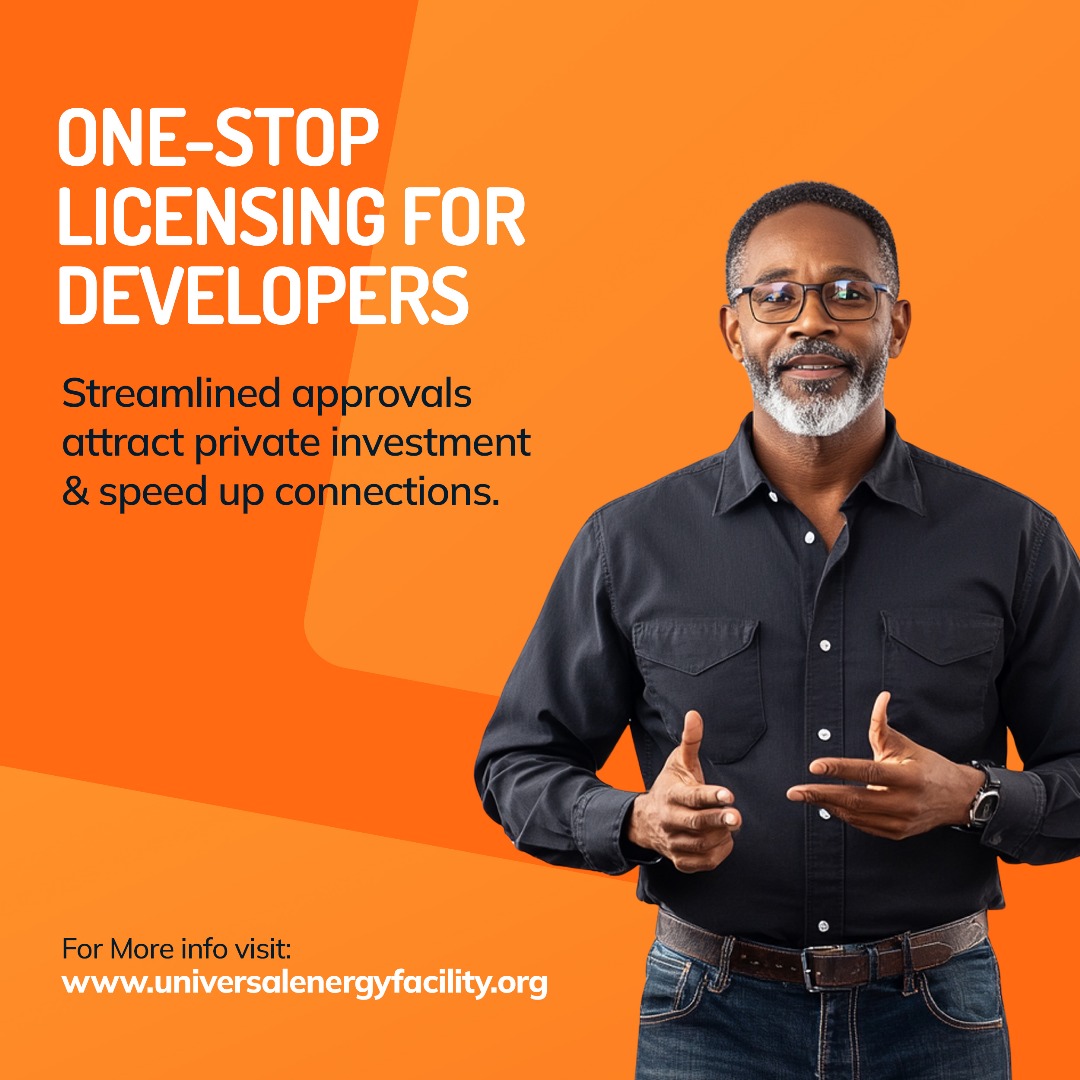 ONE-STOP
LICENSING FOR
DEVELOPERS
Streamlined approvals
attract private investment
& speed up connections.
For More info visit:
www.universalenergyfacility.org